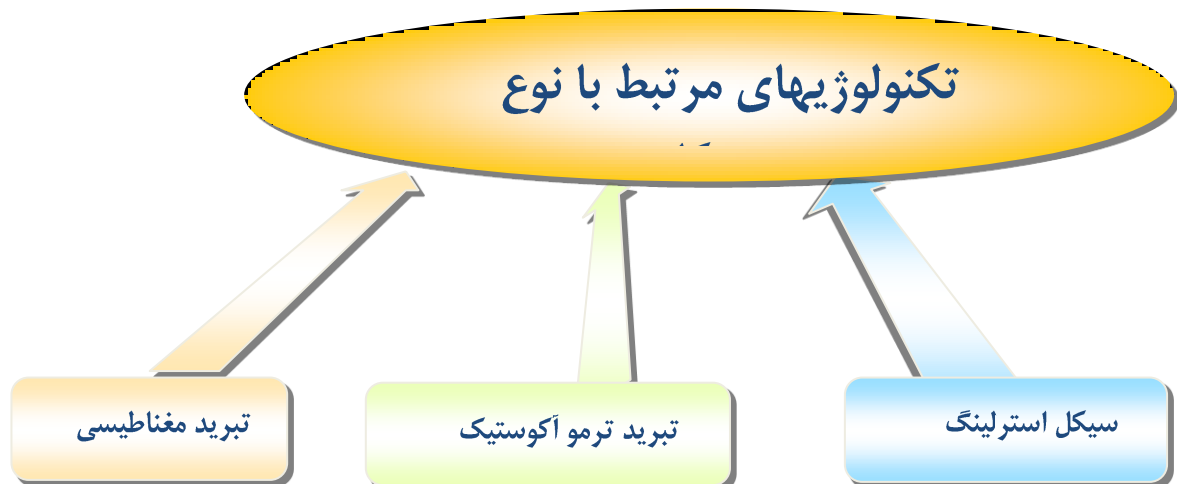 تکنولوژیهای مرتبط با نوع
سیکل استرلینگ
تبرید ترمو آکوستیک
تبرید مغناطیسی